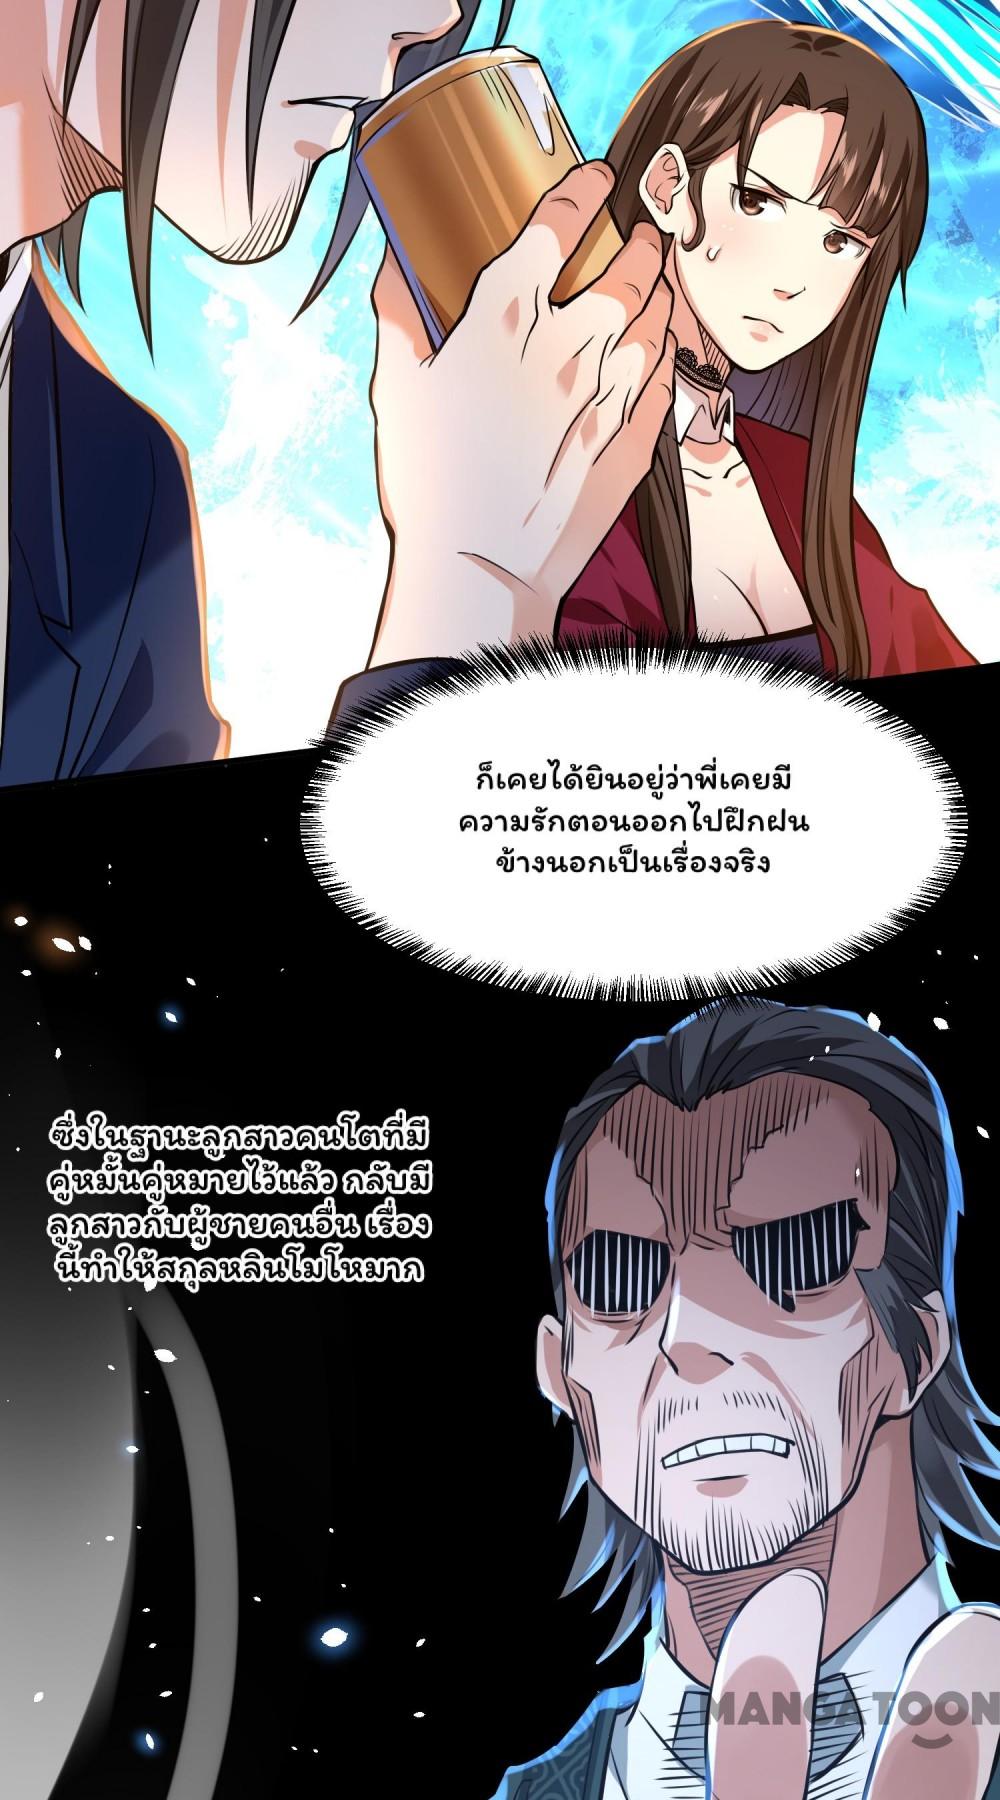 ก็เคยได้ยินอยู่ว่าพี่เคยมี
ความรักตอนออกไปฝึกฝน
ข้างนอกเป็นเรื่องจริง
ซึ่งในฐานะลูกสาวคนโตที่มี
คู่หมั้นคู่หมายไว้แล้ว กลับมี
ลูกสาวกับผู้ชายคนอื่น เรื่อง
นี้ทำให้สกุลหลินโมโหมาก
MANGATOON